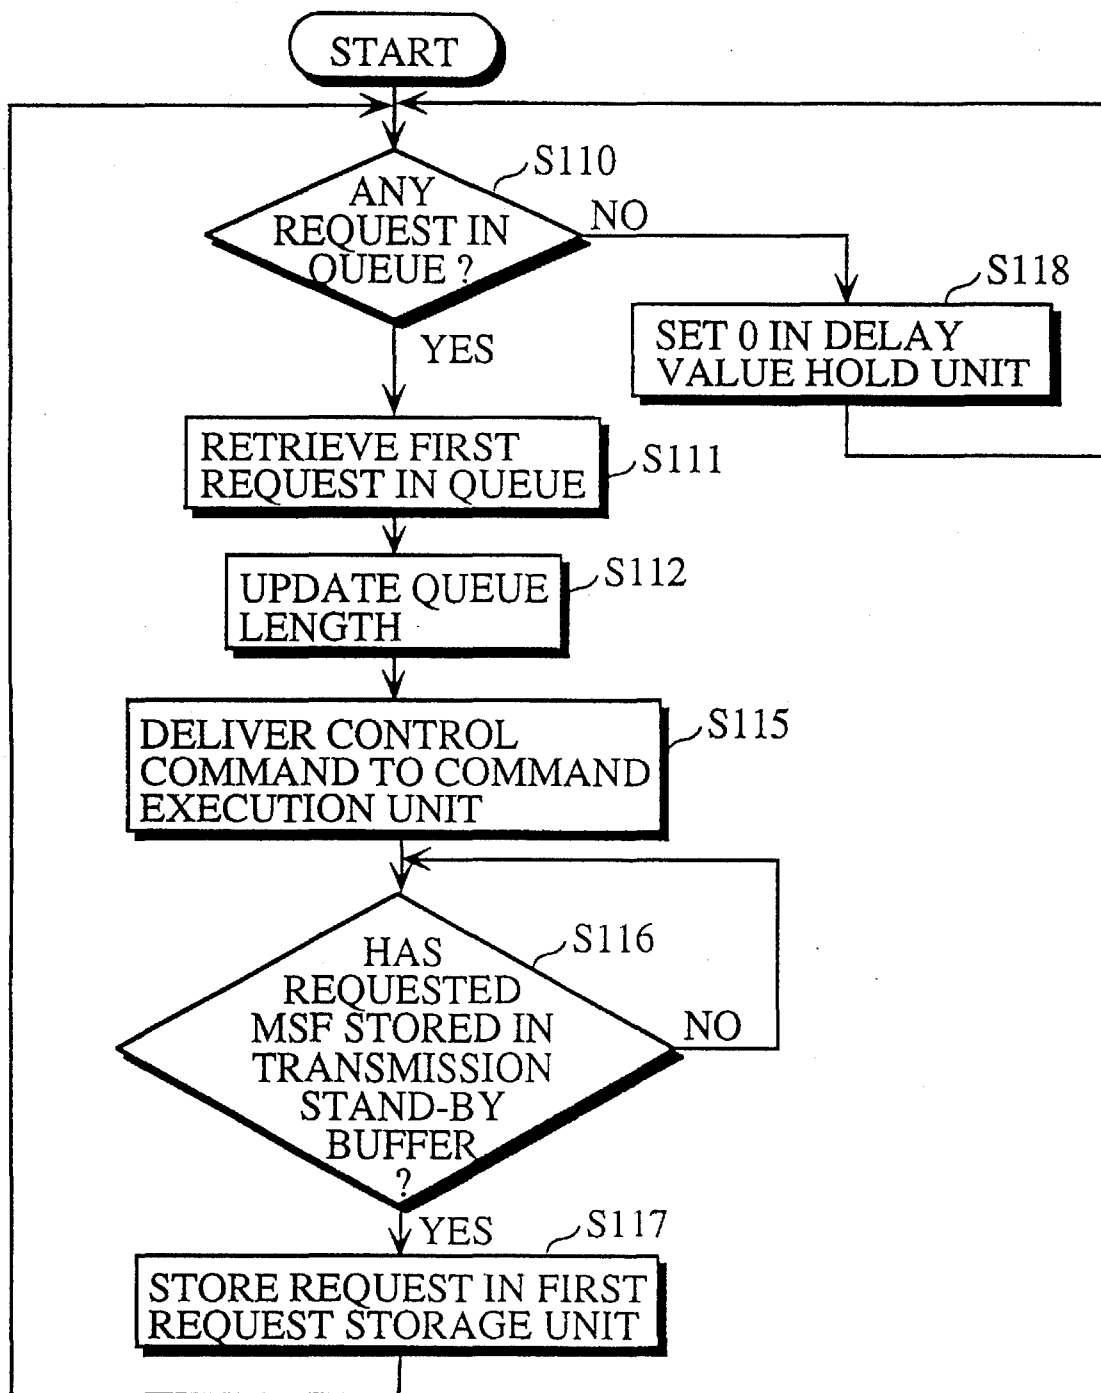 START
S110
ANY
REQUEST IN
QUEUE ?
NO
S118
SET 0 IN DELAY
VALUE HOLD UNIT
YES
RETRIEVE FIRST
REQUEST IN QUEUE
S111
S112
UPDATE QUEUE
LENGTH
S115
DELIVER CONTROL
COMMAND TO COMMAND
EXECUTION UNIT
S116
HAS
REQUESTED
MSF STORED IN
TRANSMISSION
STAND-BY
BUFFER
?
NO
YES
S117
STORE REQUEST IN FIRST
REQUEST STORAGE UNIT